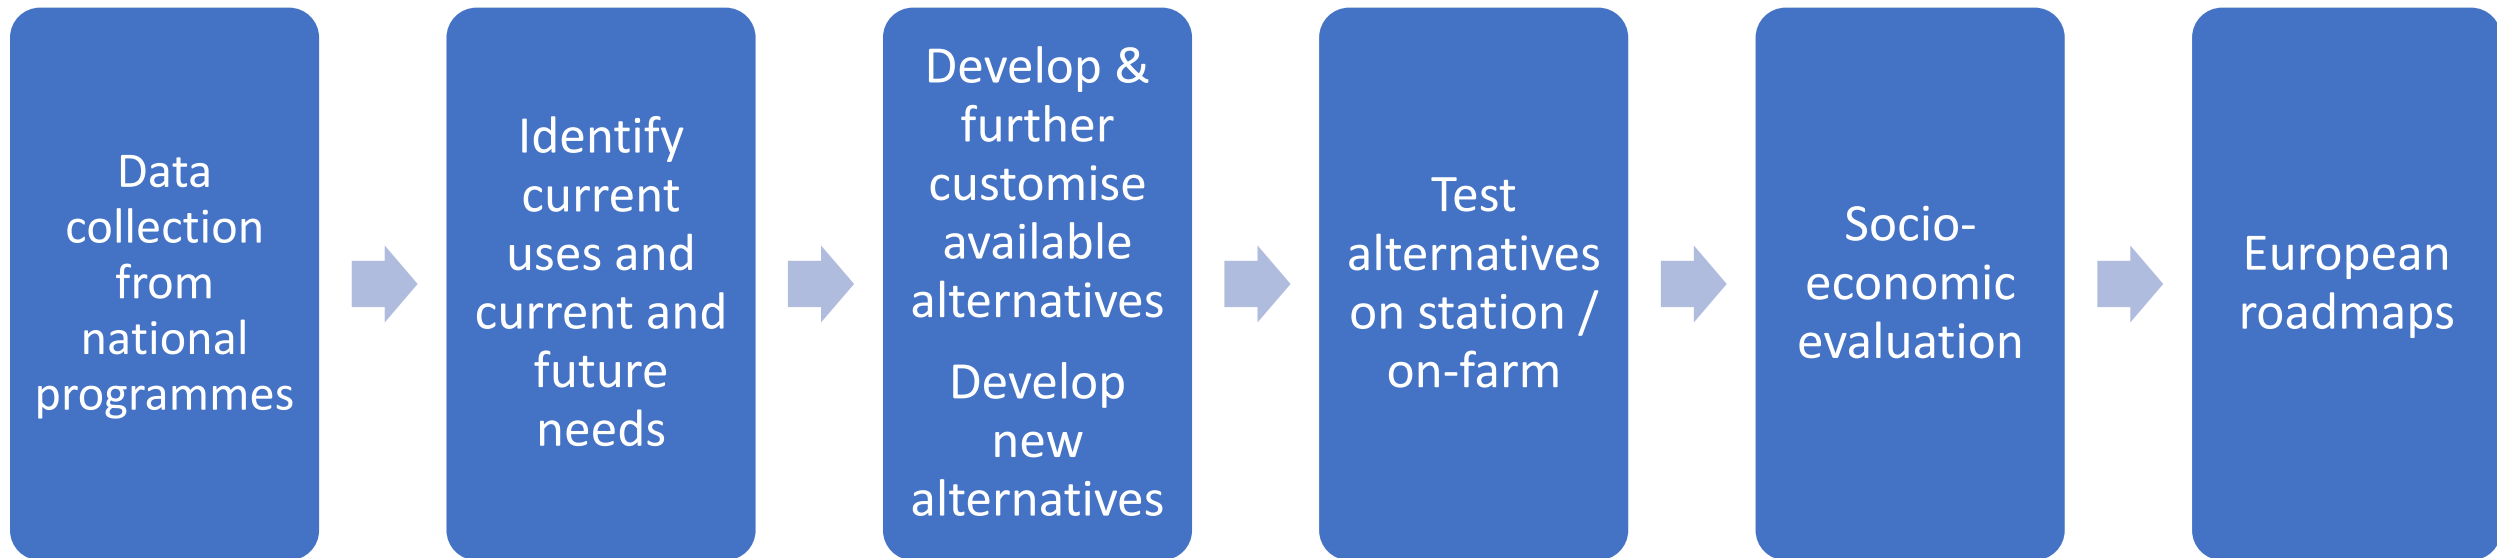 Data
collection
from
national
programmes
Identify
current
uses and
current and
future
needs
Develop &
further
customise
available
alternatives
Develop
new
alternatives
Test
alternatives
on station /
on-farm
Socio-
economic
evaluation
European
roadmaps